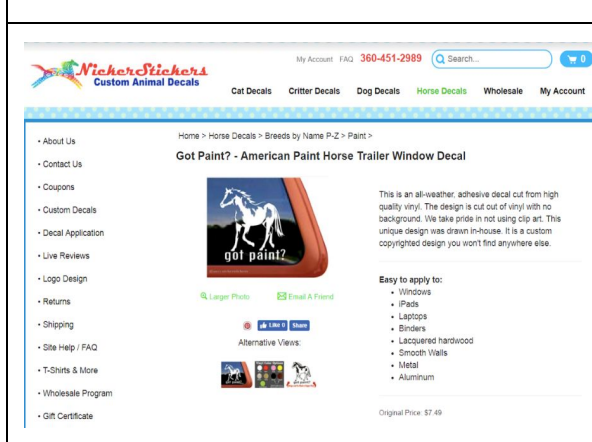 My Account FAQ 360-451-2989 Search... 0
NickerStickers
Custom Animal Decals
Cat Decals Critter Decals Dog Decals Horse Decals Wholesale My Account
Home > Horse Decals > Breeds by Name P-Z > Paint >
Got Paint? - American Paint Horse Trailer Window Decal
• About Us
• Contact Us
• Coupons
• Custom Decals
• Decal Application
• Live Reviews
• Logo Design
• Returns
• Shipping
• Site Help / FAQ
• T-Shirts & More
• Wholesale Program
• Gift Certificate
got paint?
Larger Photo Email A Friend
Like 0 Share
Alternative Views:
This is an all-weather, adhesive decal cut from high
quality vinyl. The design is cut out of vinyl with no
background. We take pride in not using clip art. This
unique design was drawn in-house. It is a custom
copyrighted design you won't find anywhere else.
Easy to apply to:
• Windows
• iPads
• Laptops
• Binders
• Lacquered hardwood
• Smooth Walls
• Metal
• Aluminum
Original Price: $7.49